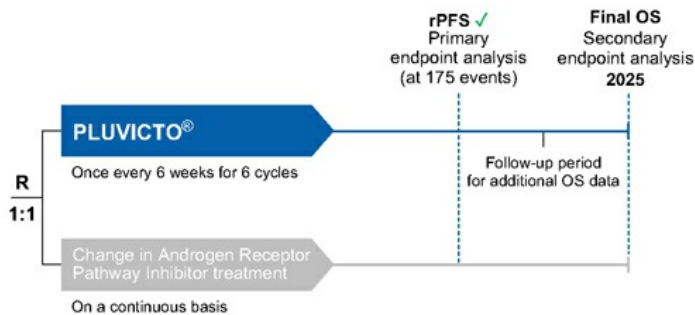 rPFS ✓
Primary
endpoint analysis
(at 175 events)
Final OS
Secondary
endpoint analysis
2025
PLUVICTO®
Once every 6 weeks for 6 cycles
Follow-up period
for additional OS data
R
1:1
Change in Androgen Receptor
Pathway Inhibitor treatment
On a continuous basis